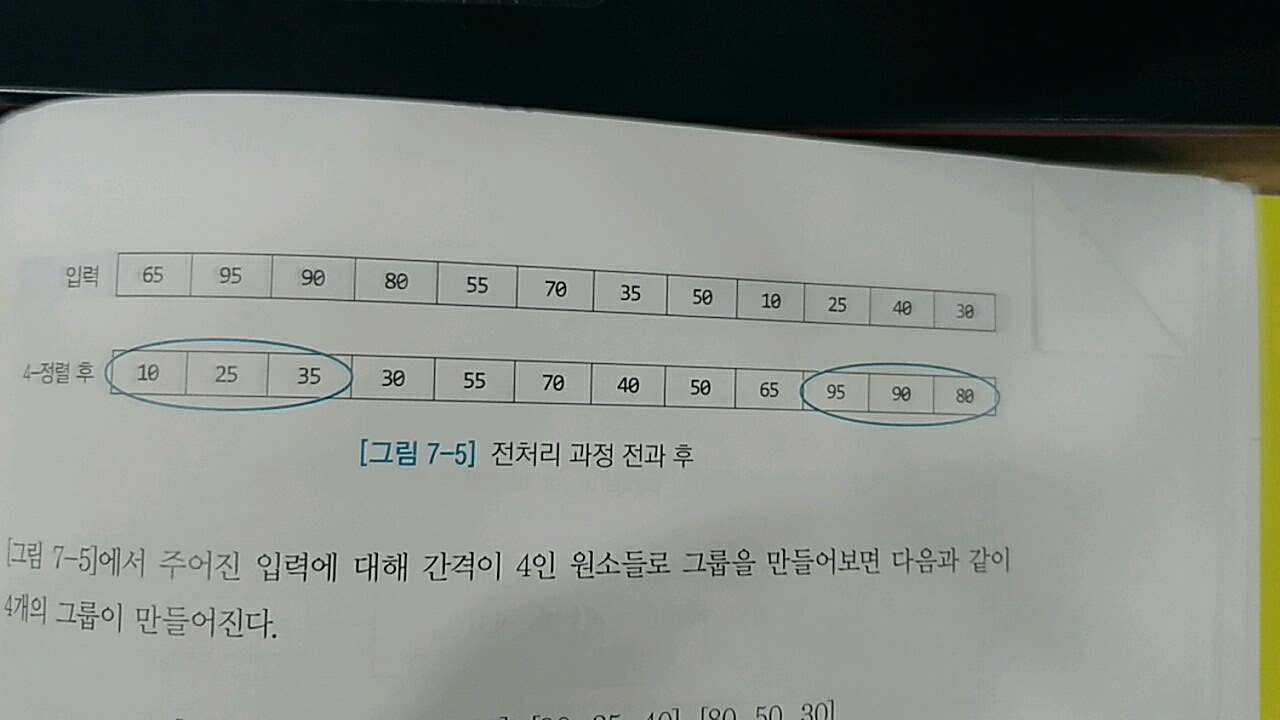 입력 65 95 90 80 55 70 35 50 10 25 40 30
4-정렬 후 10 25 35 30 55 70 40 50 65 95 90 80
[그림 7-5] 전처리 과정 전과 후
[그림 7-5]에서 주어진 입력에 대해 간격이 4인 원소들로 그룹을 만들어보면 다음과 같이
4개의 그룹이 만들어진다.
[80, 50, 30]